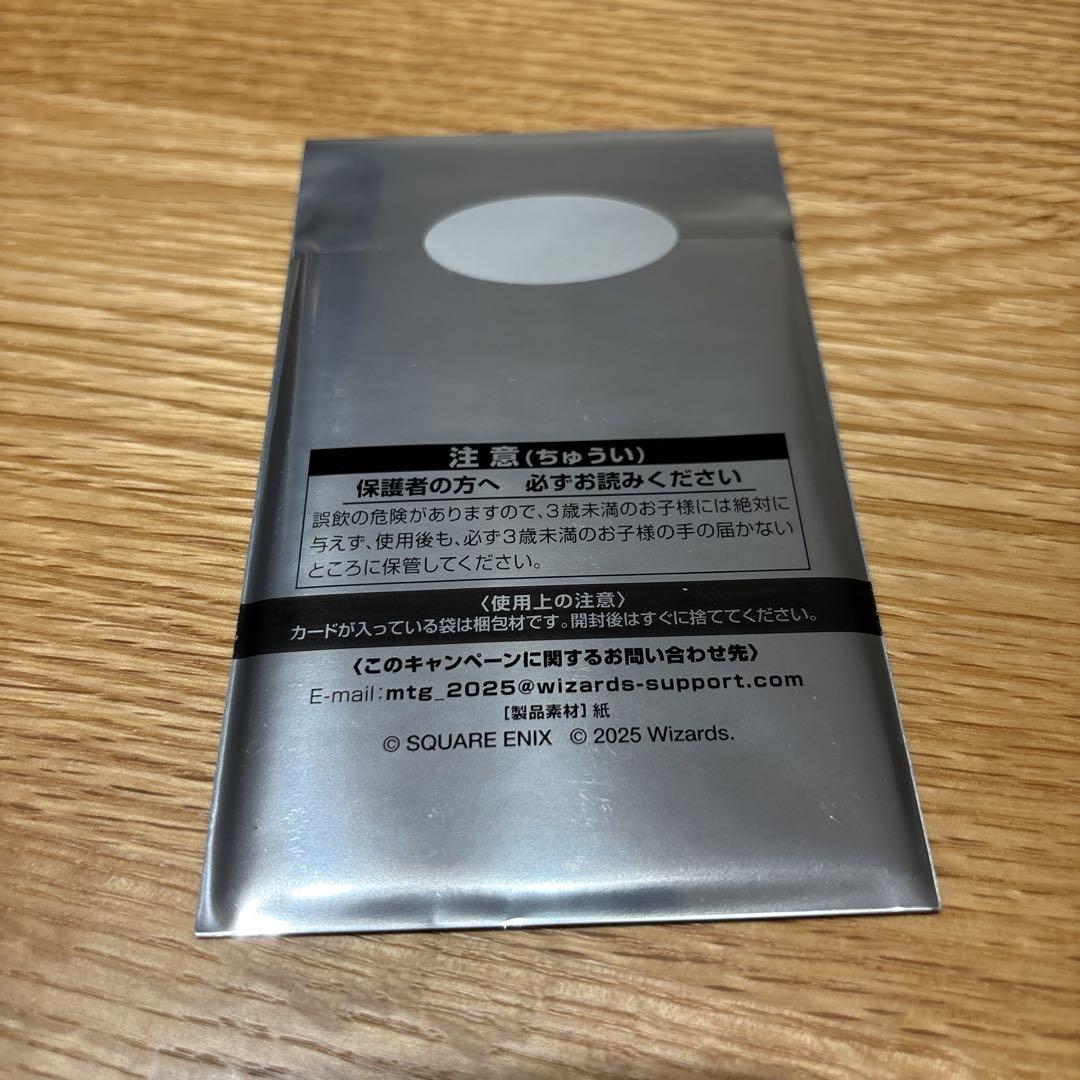 注意(ちゅうい)
保護者の方へ 必ずお読みください
誤飲の危険がありますので、3歳未満のお子様には絶対に
与えず、使用後も、必ず3歳未満のお子様の手の届かない
ところに保管してください。
〈使用上の注意〉
カードが入っている袋は梱包材です。開封後はすぐに捨ててください。
〈このキャンペーンに関するお問い合わせ先〉
E-mail:mtg_2025@wizards-support.com
[製品素材] 紙
© SQUARE ENIX © 2025 Wizards.